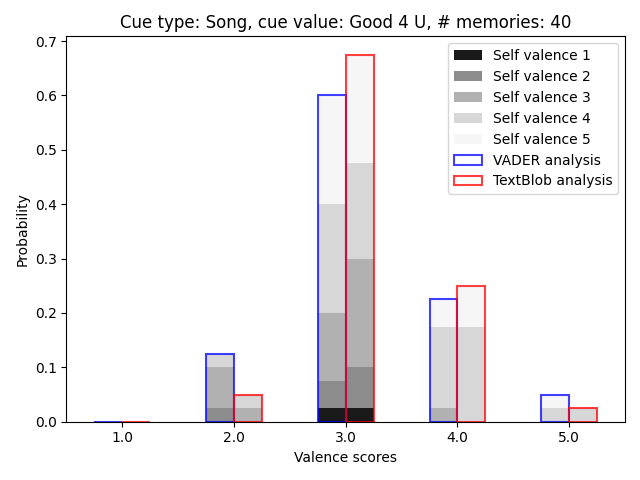 Cue type: Song, cue value: Good 4 U, # memories: 40
Self valence 1
Self valence 2
Self valence 3
Self valence 4
Self valence 5
VADER analysis
TextBlob analysis
Probability
0.7
0.6
0.5
0.4
0.3
0.2
0.1
0.0
1.0 2.0 3.0 4.0 5.0
Valence scores